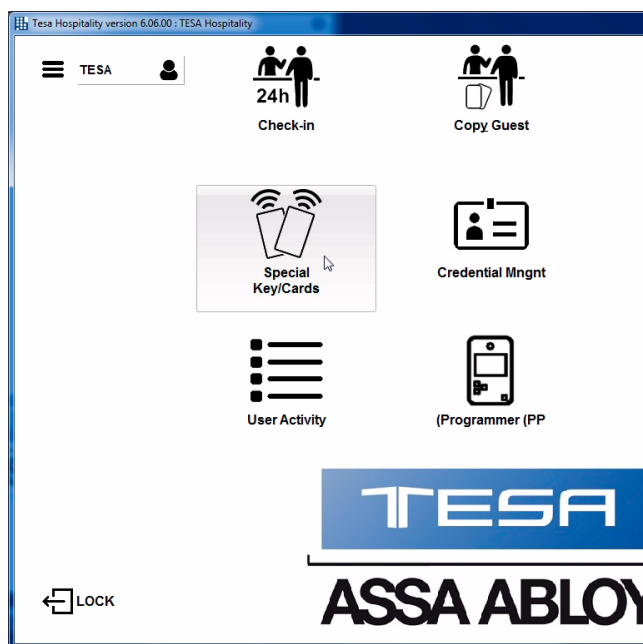 Tesa Hospitality version 6.06.00 : TESA Hospitality
TESA
24h
Check-in
Copy Guest
Special
Key/Cards
Credential Mngnt
User Activity
(Programmer (PP
TESA
ASSA ABLOY
LOCK